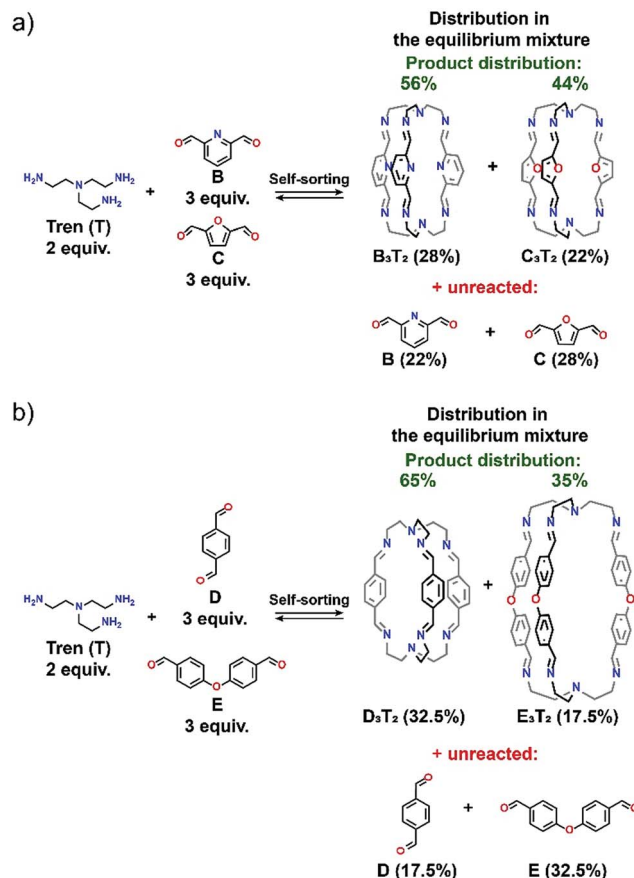 a)
Distribution in
the equilibrium mixture
Product distribution:
56% 44%
H₂N N NH₂ NH₂
Tren (T)
2 equiv.
+
O N O
B
3 equiv.
O O O
C
3 equiv.
Self-sorting
N N N N N N N N N N N
+
N N N N O O O N N N N
B₃T₂ (28%) C₃T₂ (22%)
+ unreacted:
O N O + O O O
B (22%) C (28%)
b)
Distribution in
the equilibrium mixture
Product distribution:
65% 35%
H₂N N NH₂ NH₂
Tren (T)
2 equiv.
+
O O
D
3 equiv.
O O O
E
3 equiv.
Self-sorting
N N N N N N N N
+
N N N N O O O N N N N
D₃T₂ (32.5%) E₃T₂ (17.5%)
+ unreacted:
O O + O O O
D (17.5%) E (32.5%)